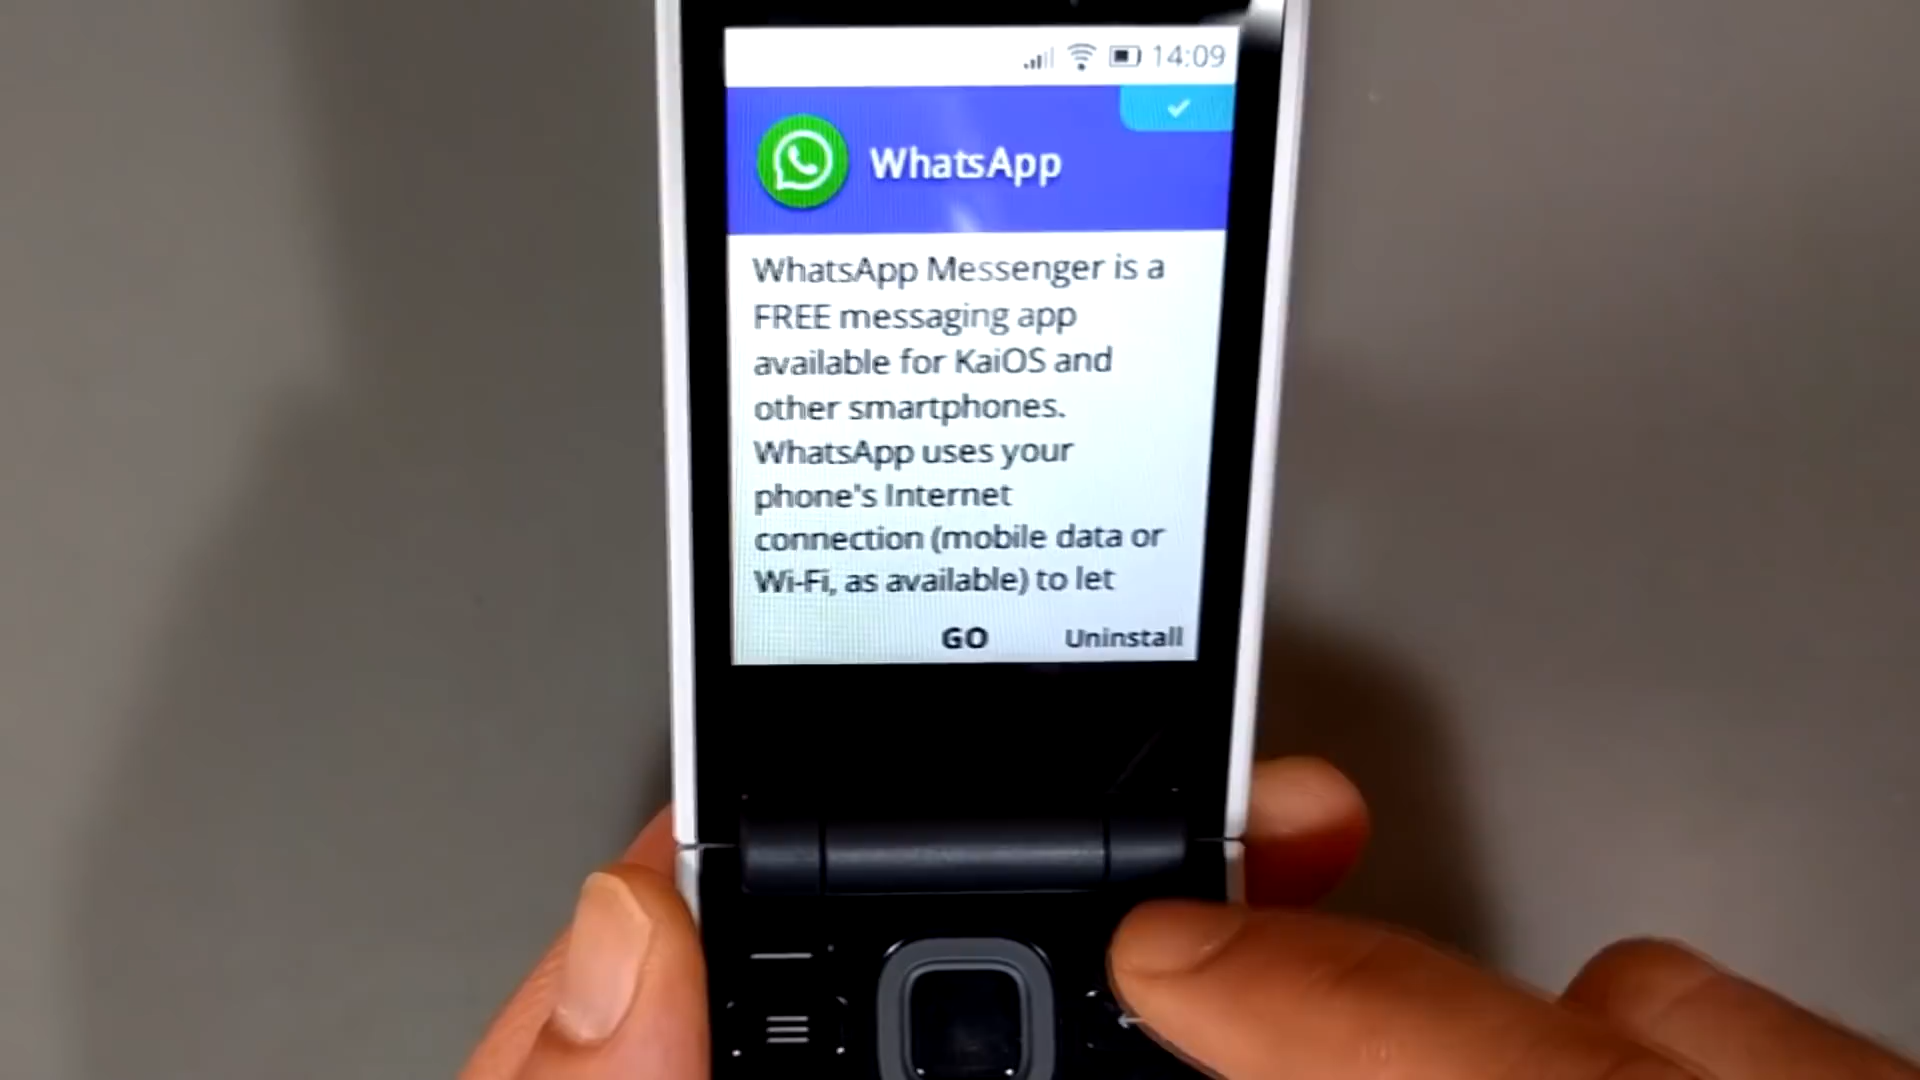 14:09
WhatsApp
WhatsApp Messenger is a
FREE messaging app
available for KaiOS and
other smartphones.
WhatsApp uses your
phone's Internet
connection (mobile data or
Wi-Fi, as available) to let
GO Uninstall